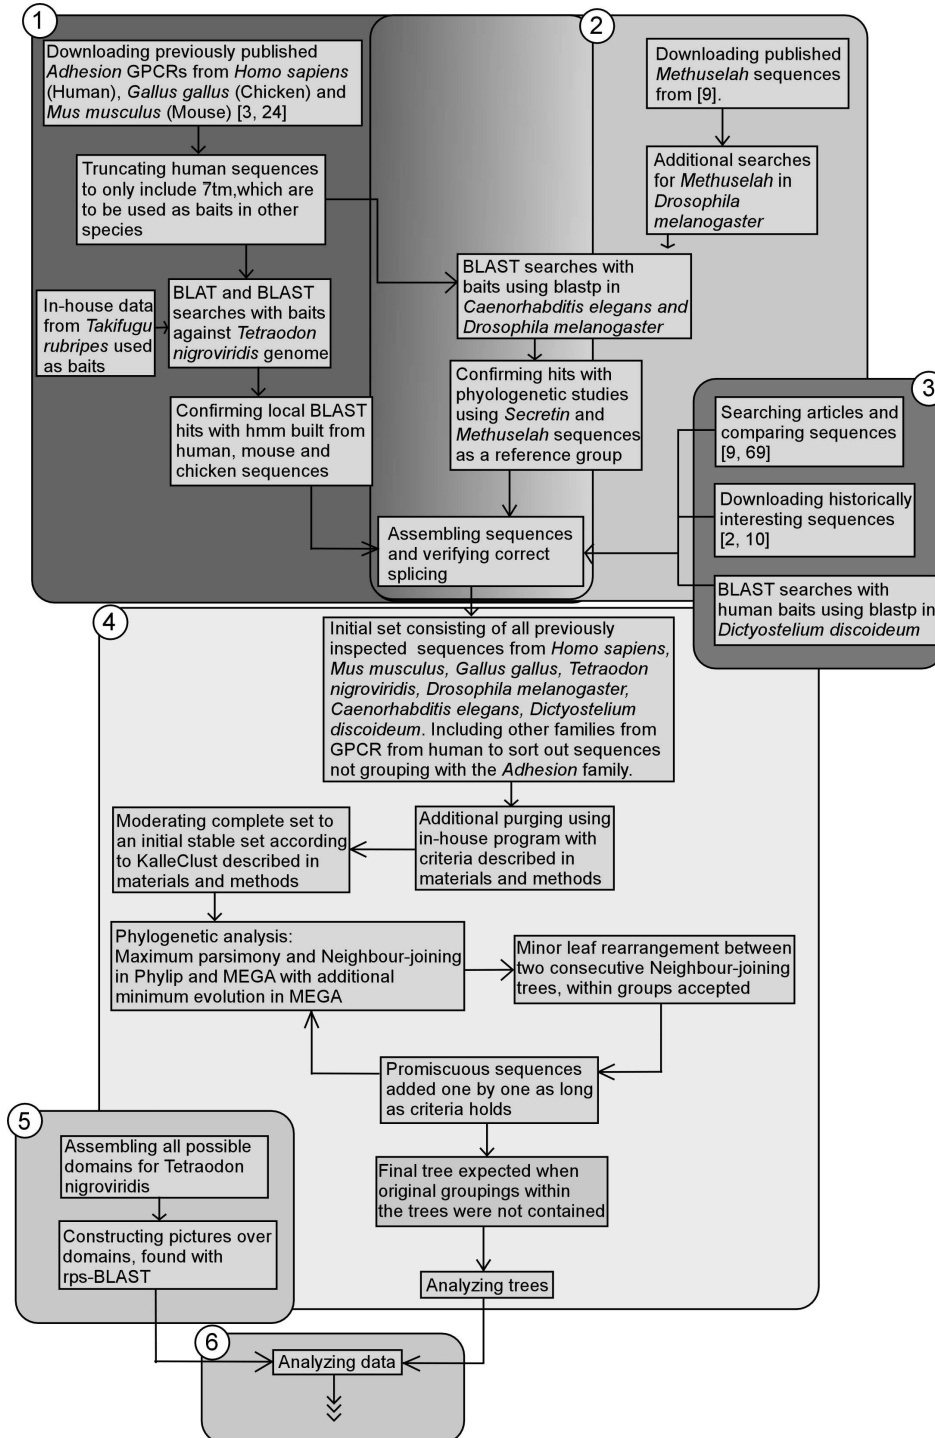 1
Downloading previously published
Adhesion GPCRs from Homo sapiens
(Human), Gallus gallus (Chicken) and
Mus musculus (Mouse) [3, 24]
Truncating human sequences
to only include 7tm,which are
to be used as baits in other
species
In-house data
from Takifugu
rubripes used
as baits
BLAT and BLAST
searches with baits
against Tetraodon
nigroviridis genome
Confirming local BLAST
hits with hmm built from
human, mouse and
chicken sequences
2
Downloading published
Methuselah sequences
from [9].
Additional searches
for Methuselah in
Drosophila
melanogaster
BLAST searches with
baits using blastp in
Caenorhabditis elegans and
Drosophila melanogaster
Confirming hits with
phyologenetic studies
using Secretin and
Methuselah sequences
as a reference group
Assembling sequences
and verifying correct
splicing
3
Searching articles and
comparing sequences
[9, 69]
Downloading historically
interesting sequences
[2, 10]
BLAST searches with
human baits using blastp in
Dictyostelium discoideum
4
Initial set consisting of all previously
inspected sequences from Homo sapiens,
Mus musculus, Gallus gallus, Tetraodon
nigroviridis, Drosophila melanogaster,
Caenorhabditis elegans, Dictyostelium
discoideum. Including other families from
GPCR from human to sort out sequences
not grouping with the Adhesion family.
Additional purging using
in-house program with
criteria described in
materials and methods
Moderating complete set to
an initial stable set according
to KalleClust described in
materials and methods
Phylogenetic analysis:
Maximum parsimony and Neighbour-joining
in Phylip and MEGA with additional
minimum evolution in MEGA
Minor leaf rearrangement between
two consecutive Neighbour-joining
trees, within groups accepted
Promiscuous sequences
added one by one as long
as criteria holds
Final tree expected when
original groupings within
the trees were not contained
Analyzing trees
5
Assembling all possible
domains for Tetraodon
nigroviridis
Constructing pictures over
domains, found with
rps-BLAST
6
Analyzing data